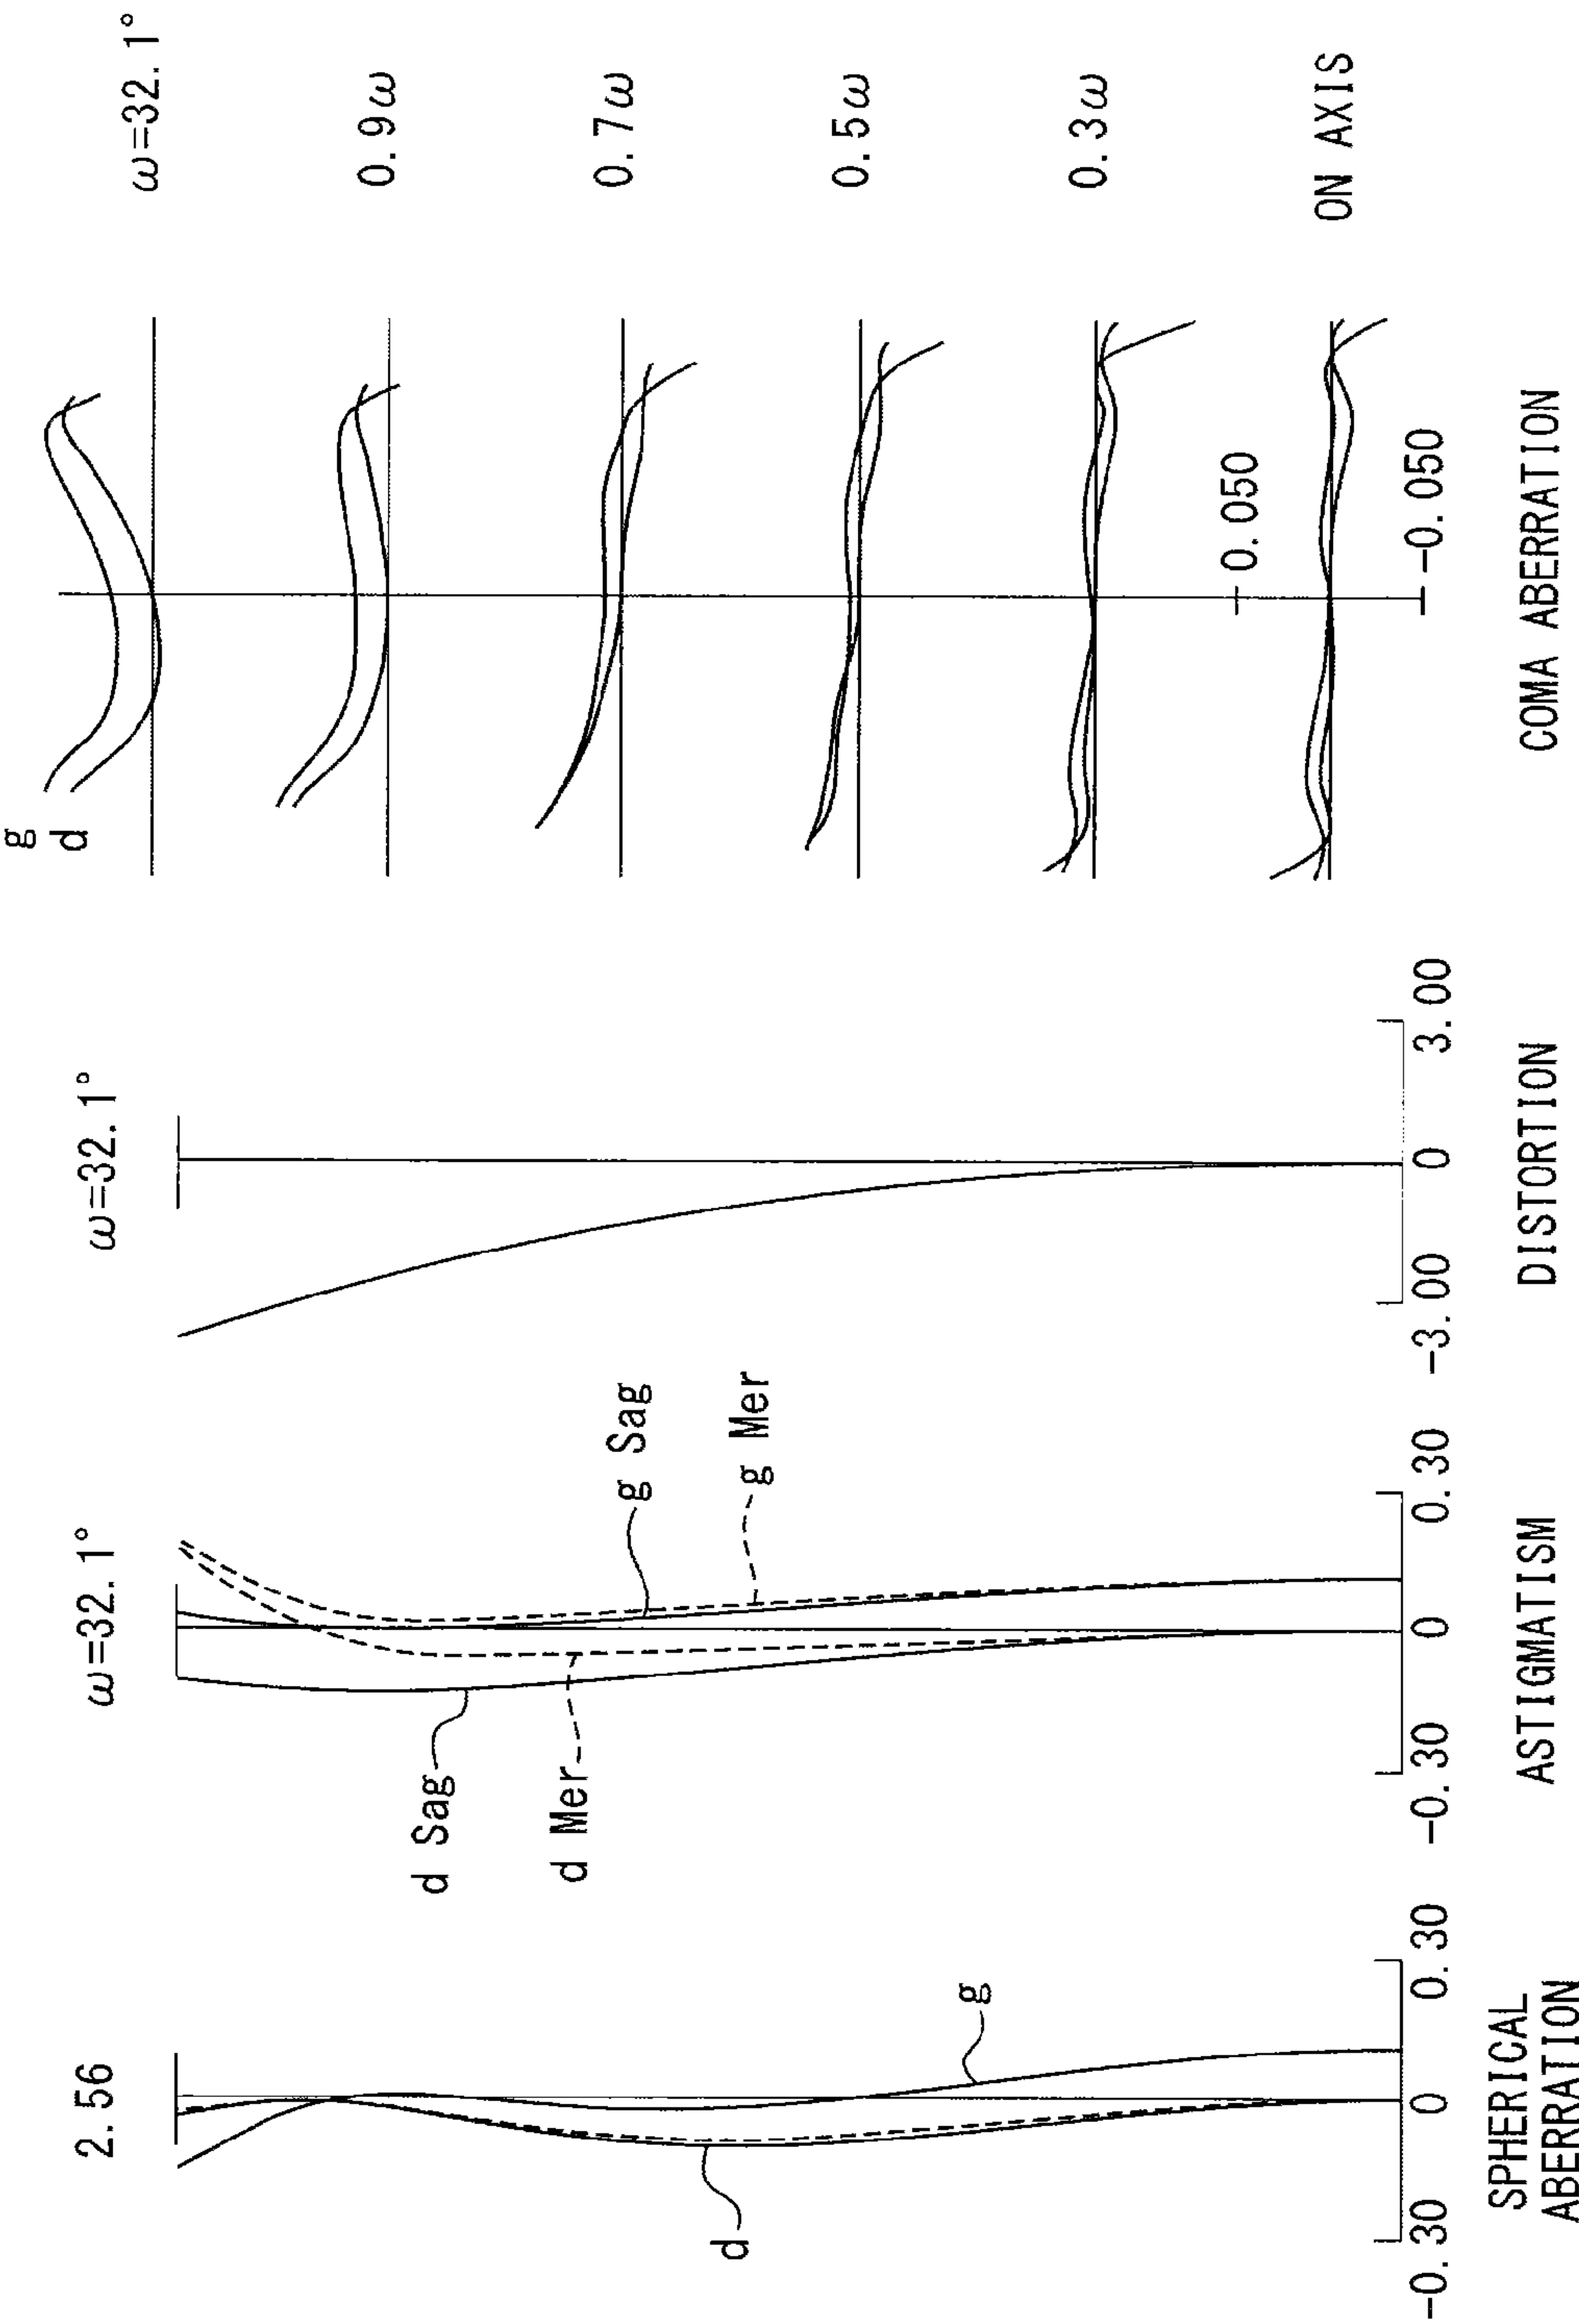 2.56
d
g
-0.30
0
0.30
SPHERICAL
ABERRATION
ω=32.1°
d Sag
d Mer
g Sag
g Mer
-0.30
0
0.30
ASTIGMATISM
ω=32.1°
-3.00
0
3.00
DISTORTION
g
d
ω=32.1°
0.9ω
0.7ω
0.5ω
0.3ω
0.050
ON AXIS
-0.050
COMA ABERRATION